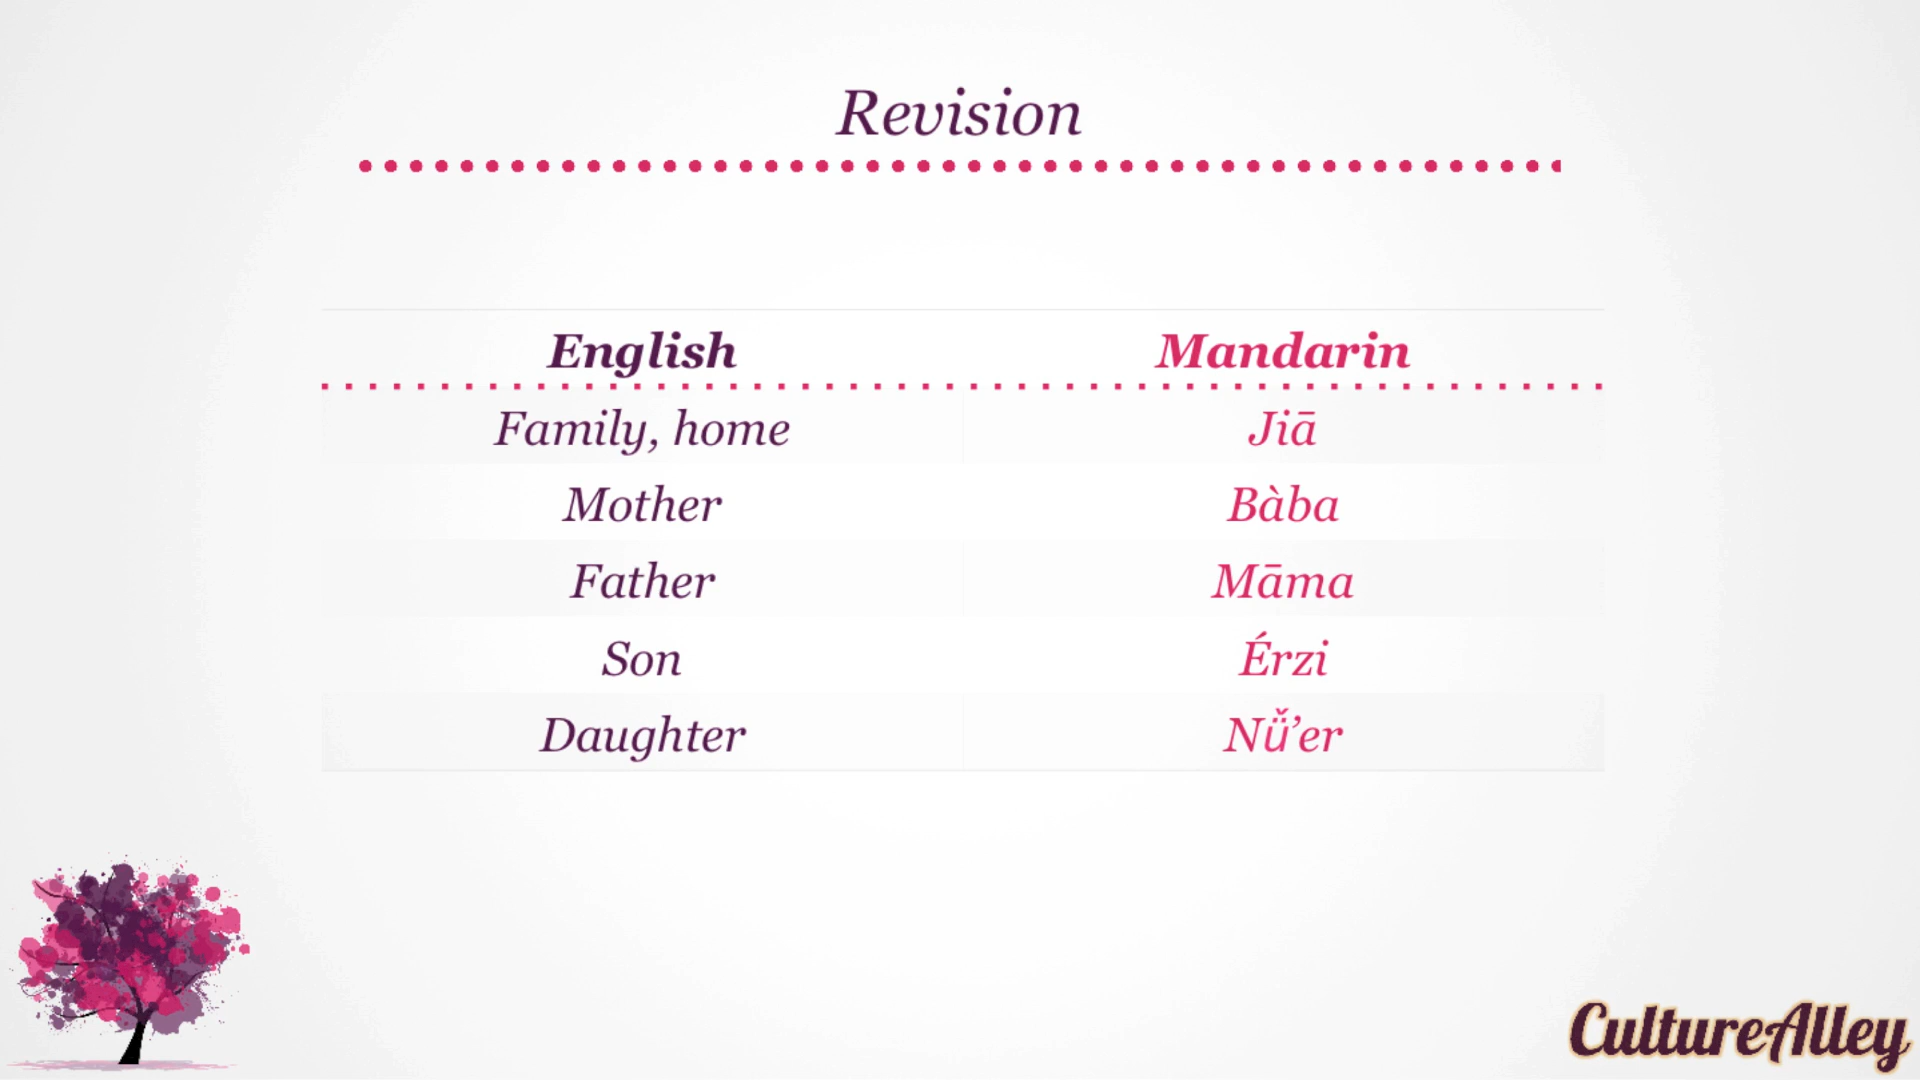 Revision
English Mandarin
Family, home Jiā
Mother Bàba
Father Māma
Son Érzi
Daughter Nǚ’er
CultureAlley